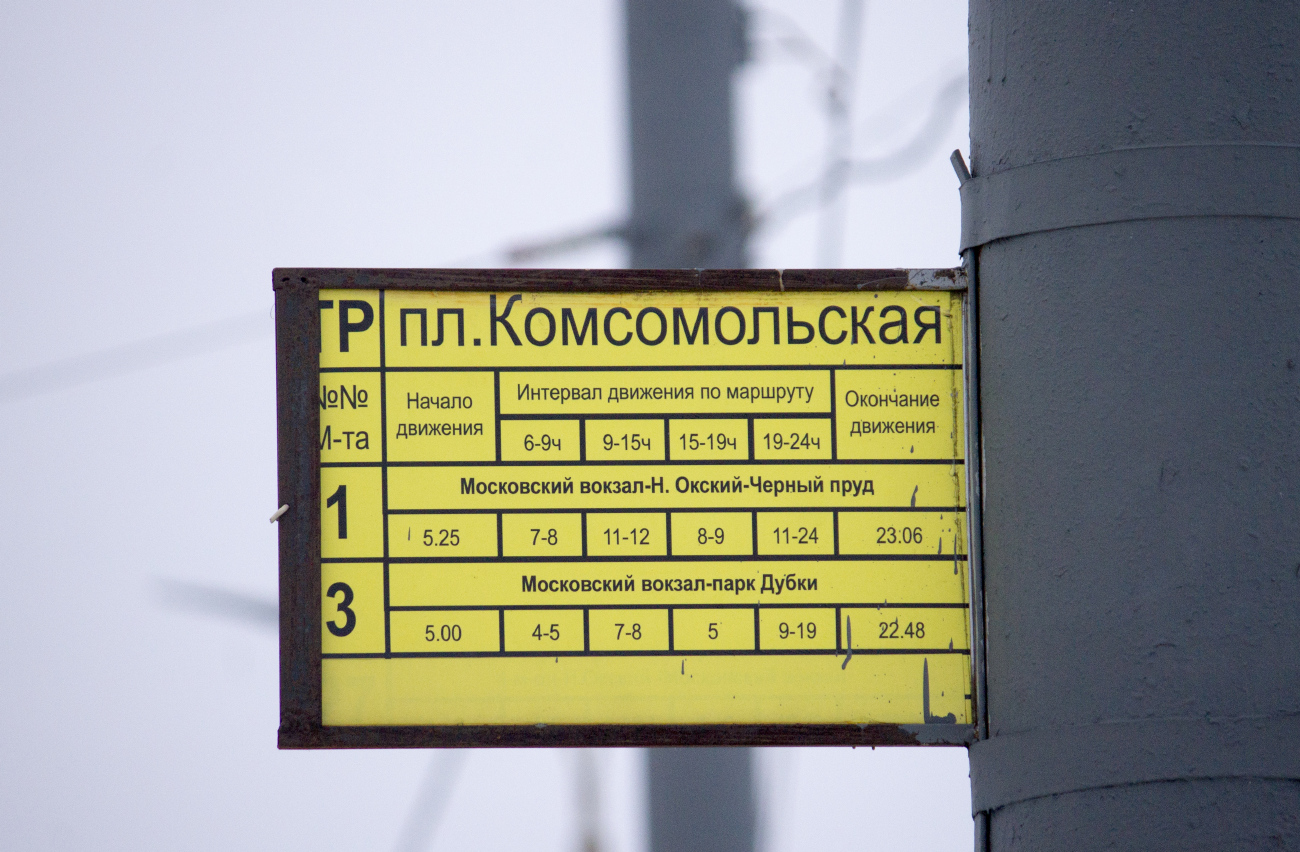 ТР пл.Комсомольская
№№ М-та
Начало движения
Интервал движения по маршруту
6-9ч 9-15ч 15-19ч 19-24ч
Окончание движения
1 Московский вокзал-Н. Окский-Черный пруд
5.25 7-8 11-12 8-9 11-24 23:06
3 Московский вокзал-парк Дубки
5.00 4-5 7-8 5 9-19 22.48